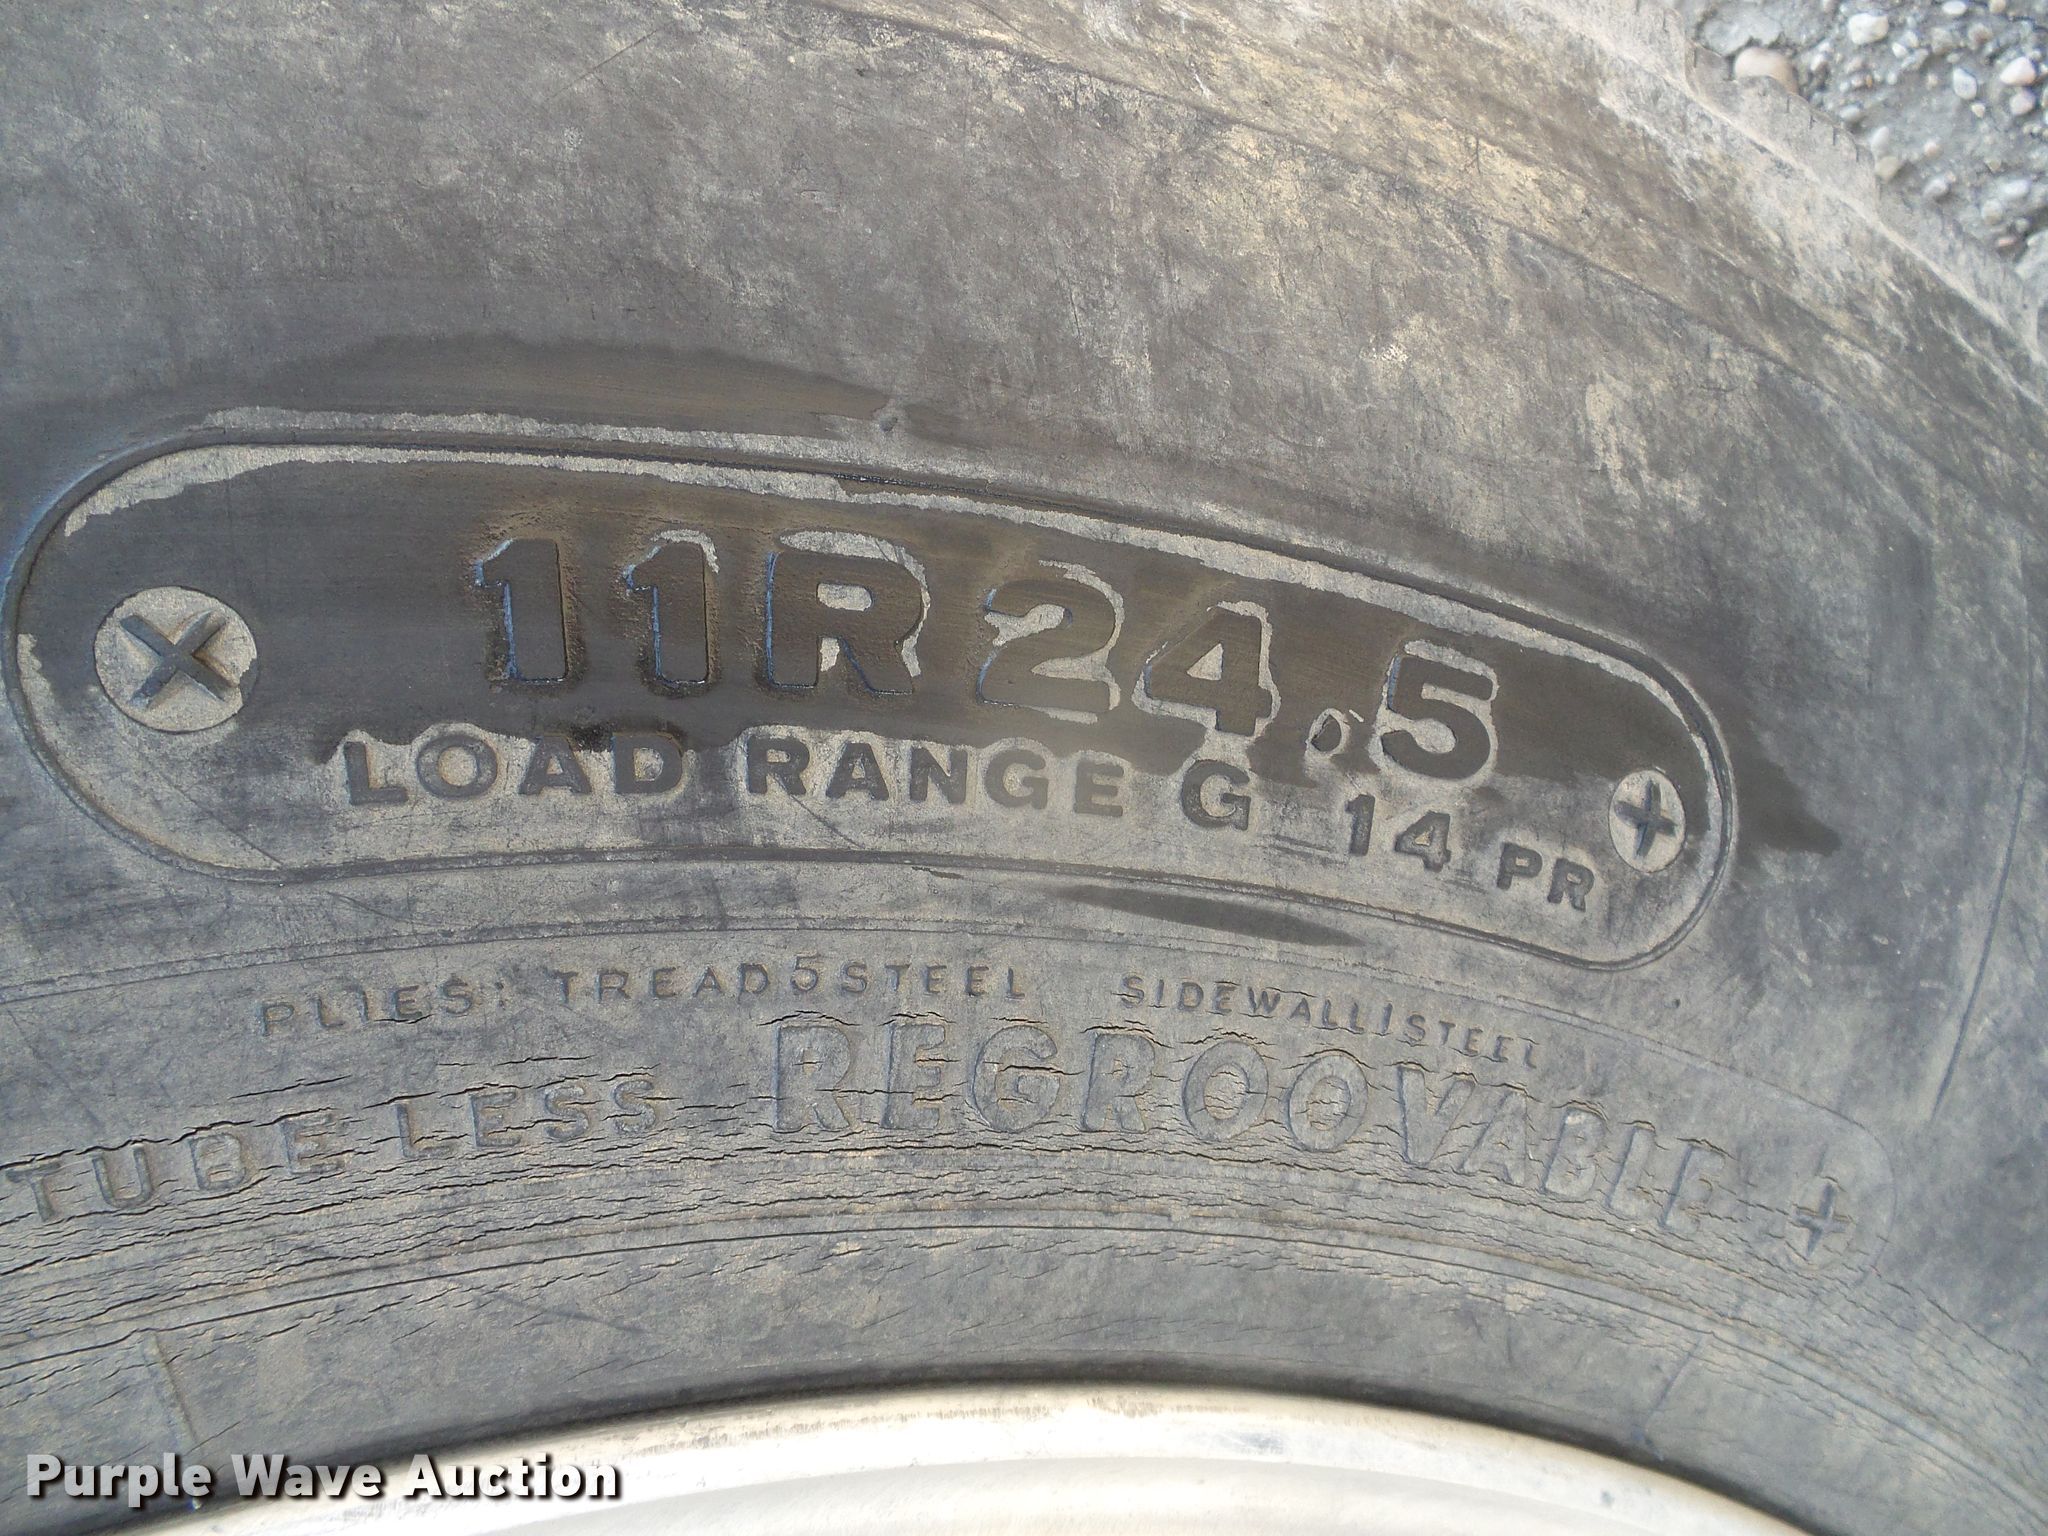 11R24.5
LOAD RANGE G 14 PR
PLIES: TREAD 5 STEEL SIDEWALL 1 STEEL
TUBELESS REGROOVABLE
Purple Wave Auction